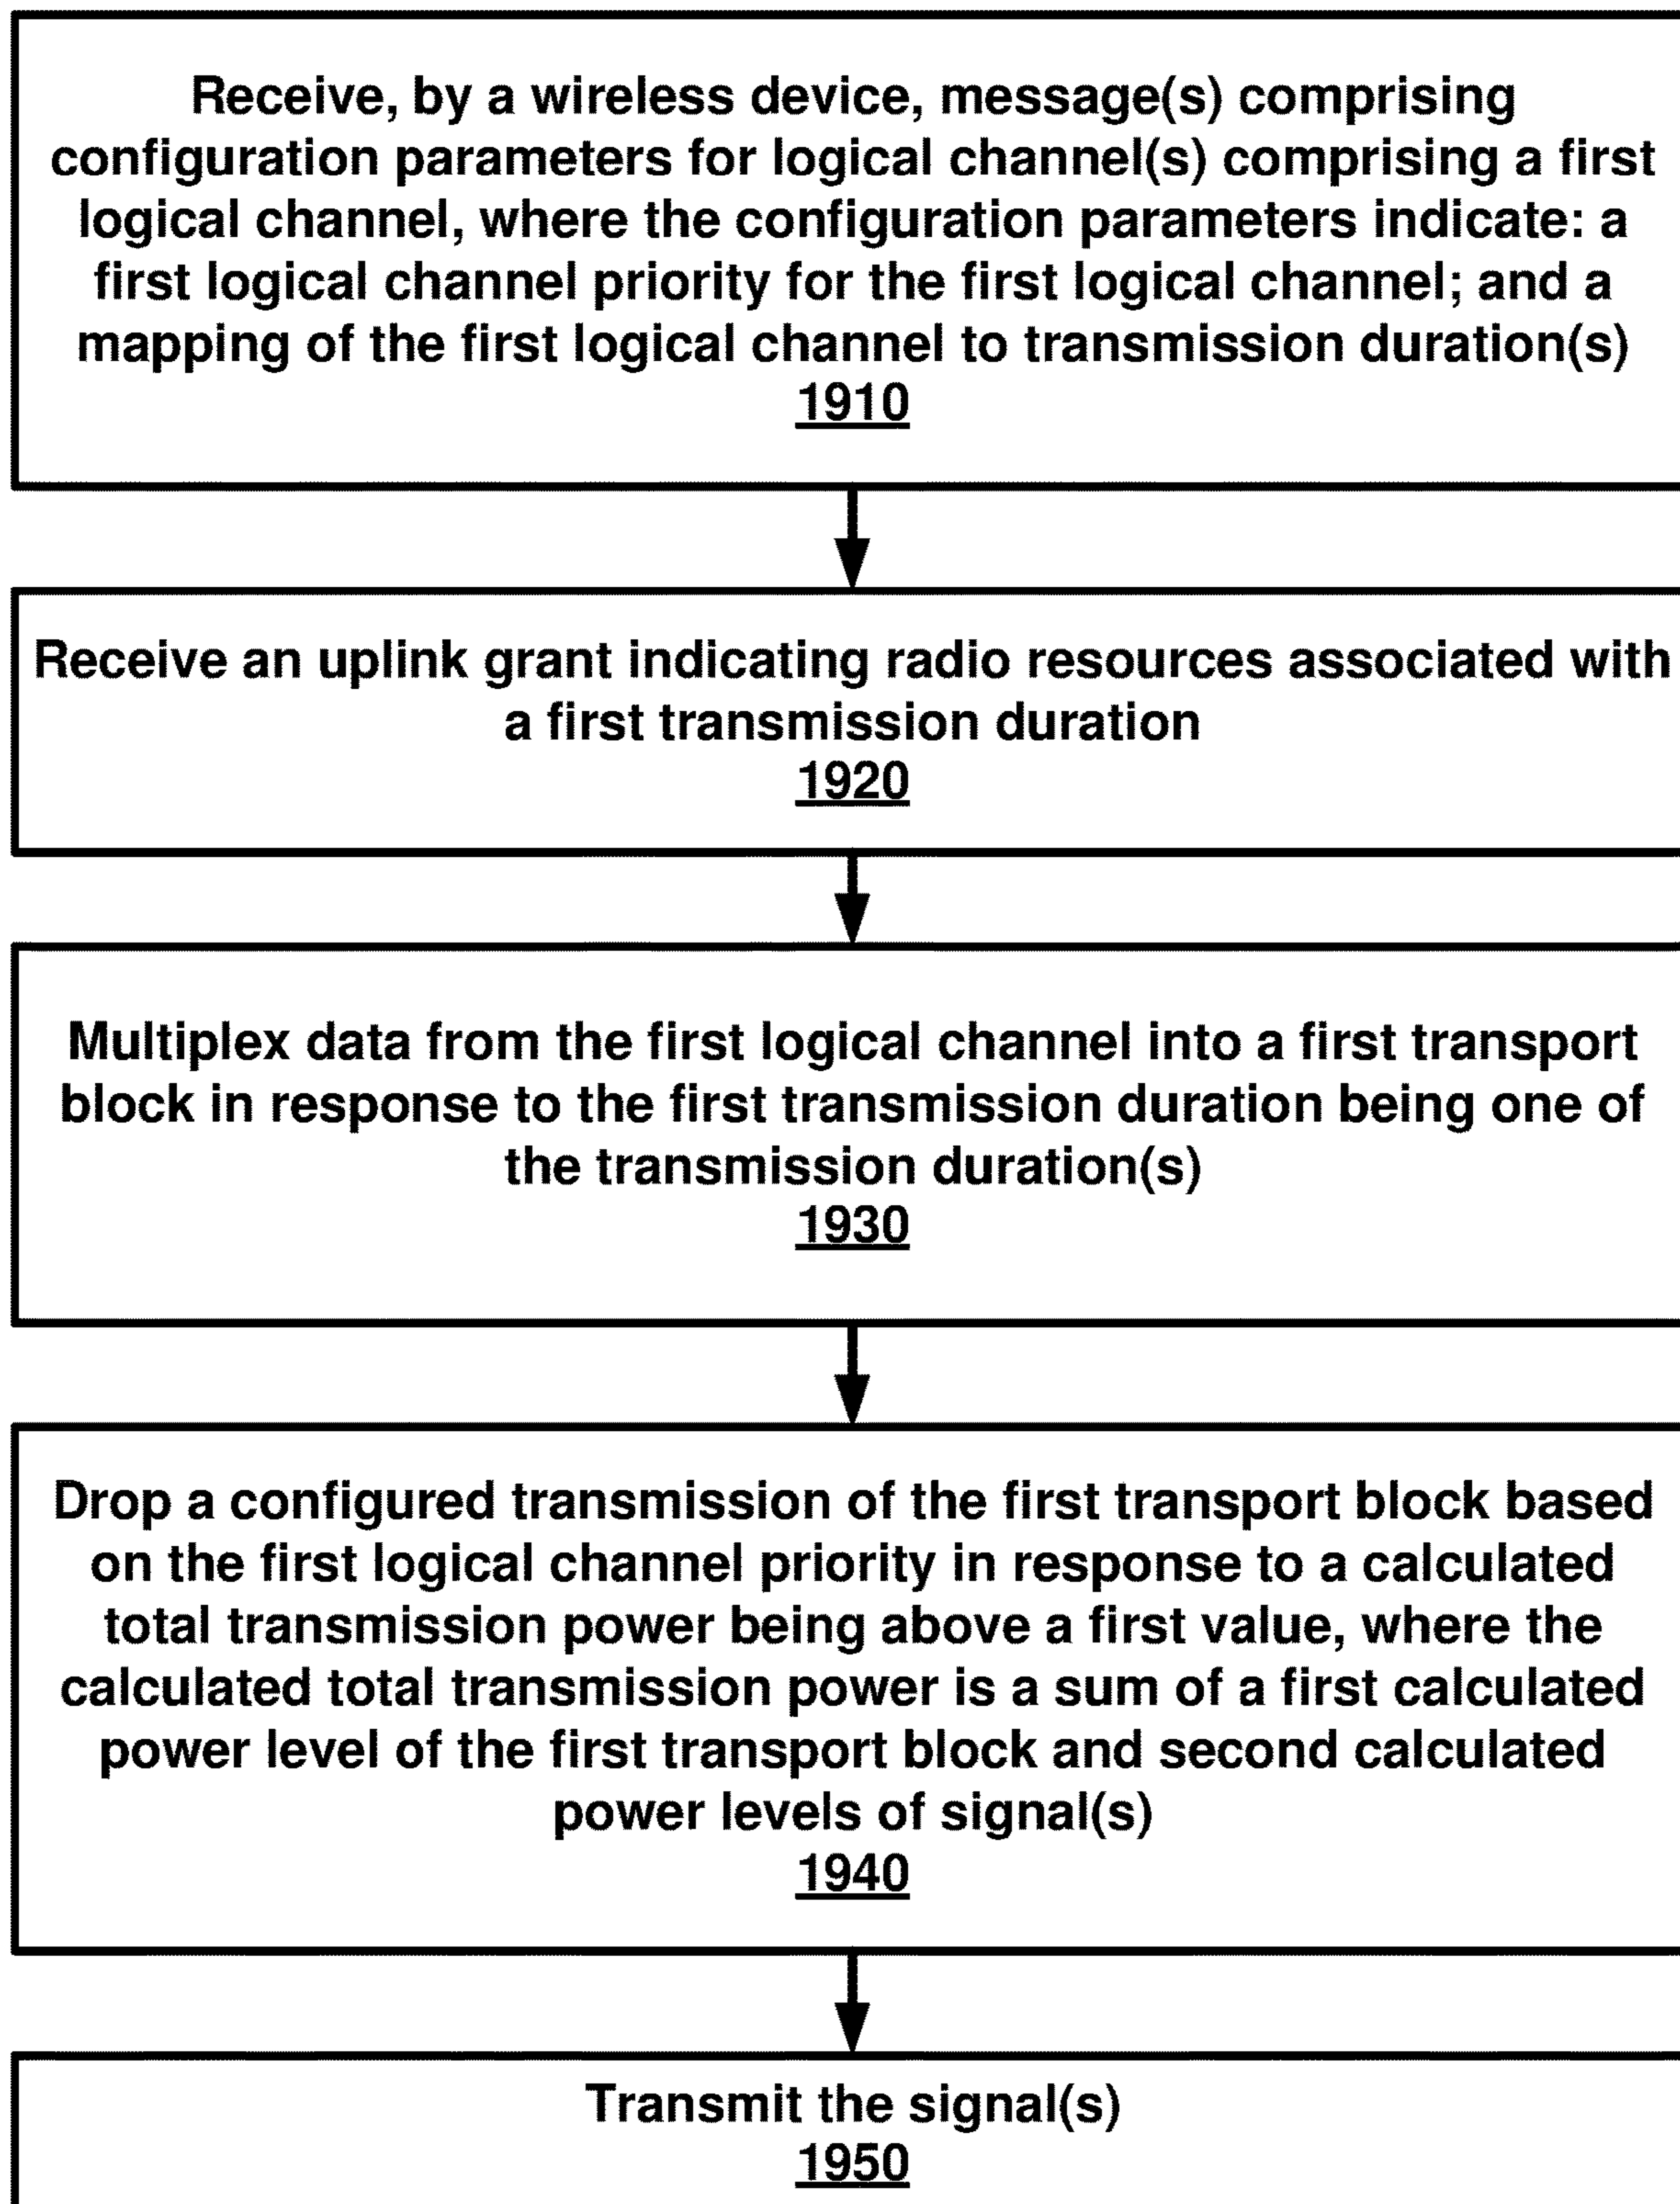 Receive, by a wireless device, message(s) comprising
configuration parameters for logical channel(s) comprising a first
logical channel, where the configuration parameters indicate: a
first logical channel priority for the first logical channel; and a
mapping of the first logical channel to transmission duration(s)
1910
Receive an uplink grant indicating radio resources associated with
a first transmission duration
1920
Multiplex data from the first logical channel into a first transport
block in response to the first transmission duration being one of
the transmission duration(s)
1930
Drop a configured transmission of the first transport block based
on the first logical channel priority in response to a calculated
total transmission power being above a first value, where the
calculated total transmission power is a sum of a first calculated
power level of the first transport block and second calculated
power levels of signal(s)
1940
Transmit the signal(s)
1950